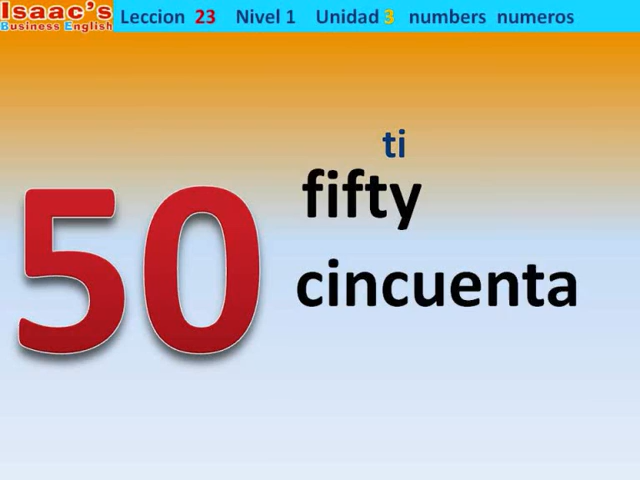 Isaac's
Business English
Leccion 23 Nivel 1 Unidad 3 numbers numeros
ti
fifty
50
cincuenta